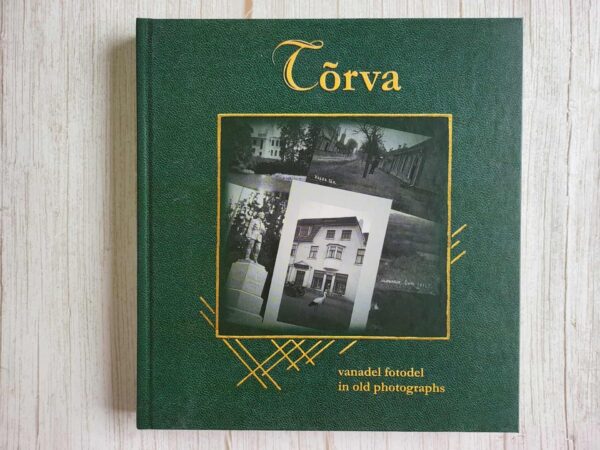 Tõrva
vanadel fotodel
in old photographs